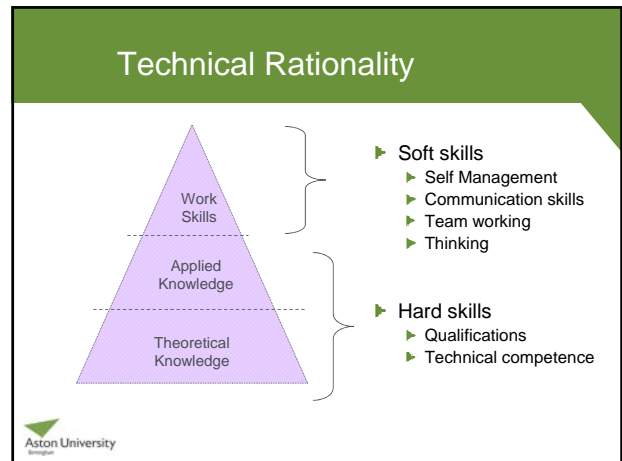 Technical Rationality
Work
Skills
Applied
Knowledge
Theoretical
Knowledge
Soft skills
Self Management
Communication skills
Team working
Thinking
Hard skills
Qualifications
Technical competence
Aston University
Birmingham